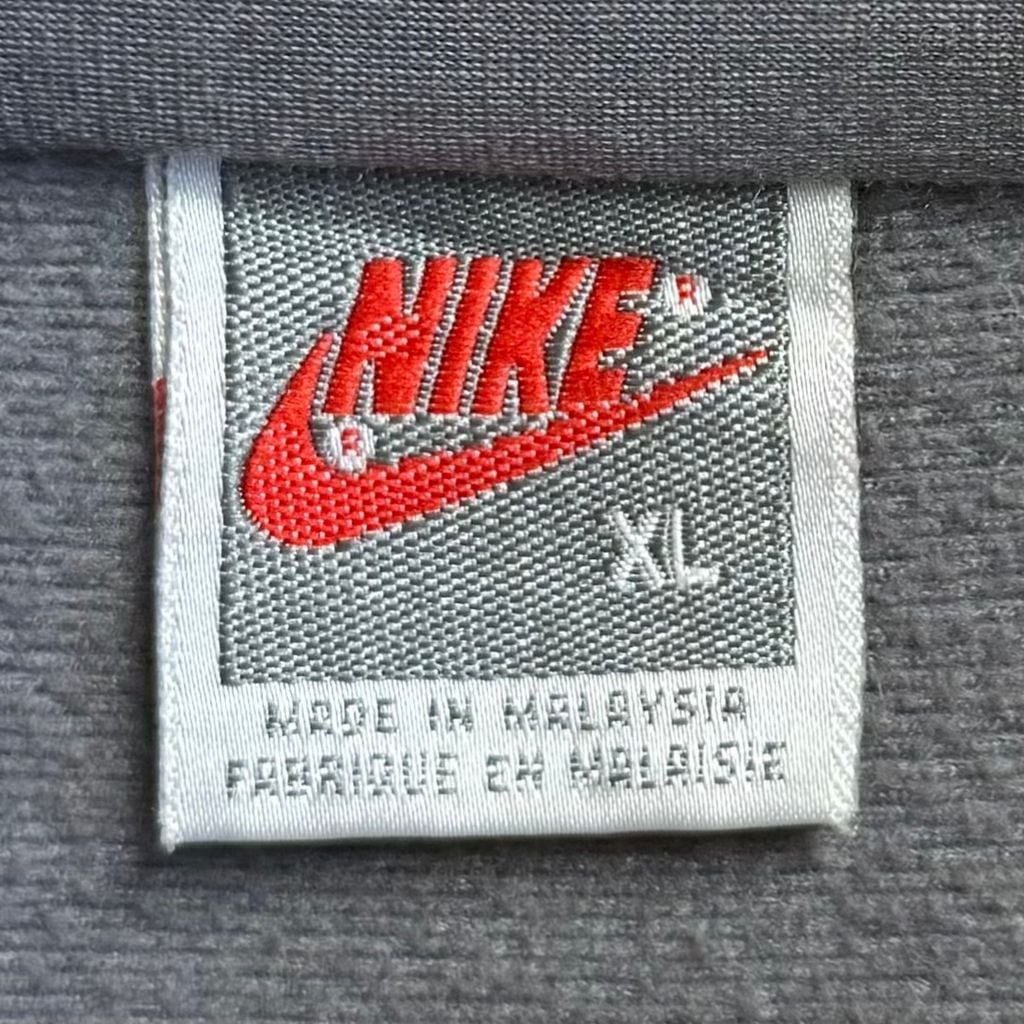 NIKE ®
®
XL
MADE IN MALAYSIA
FABRIQUE EN MALAISIE